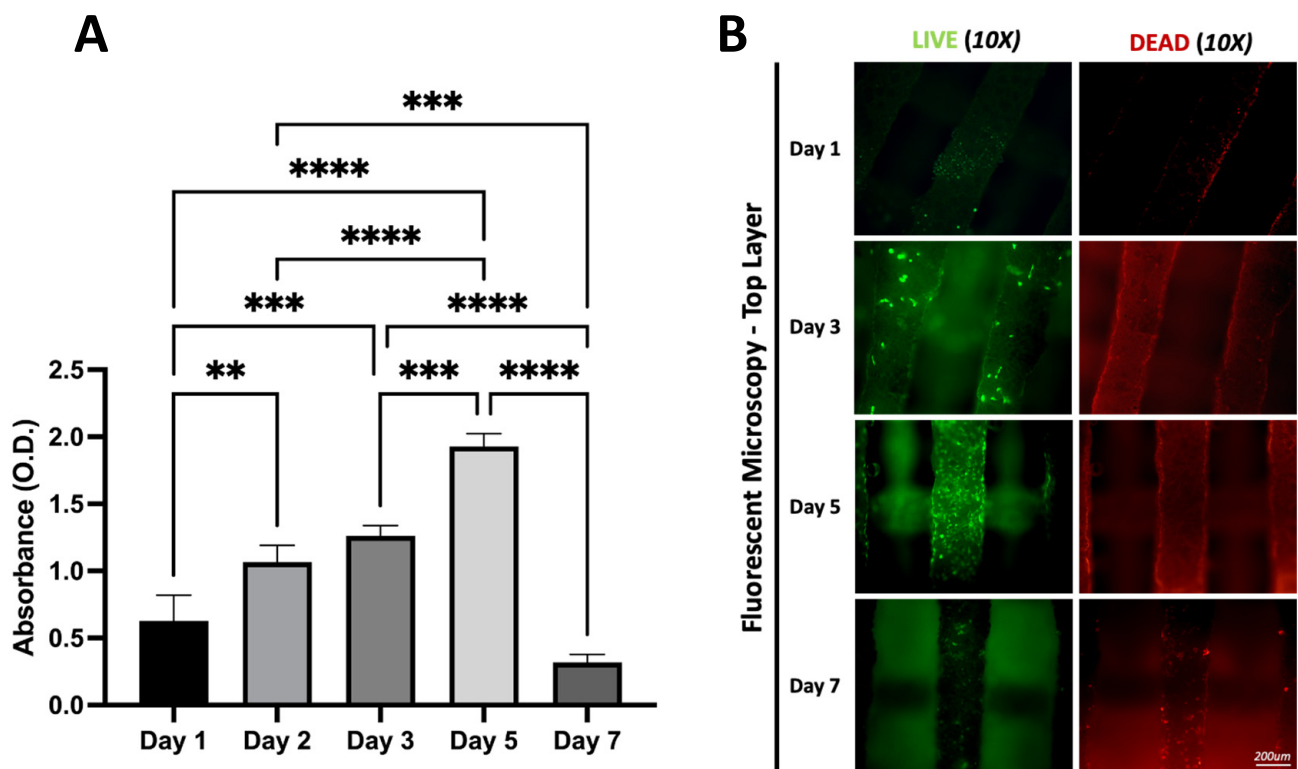 A
***
****
****
*** ****
** *** ****
2.5
2.0
1.5
1.0
0.5
0.0
Absorbance (O.D.)
Day 1 Day 2 Day 3 Day 5 Day 7
B
LIVE (10X) DEAD (10X)
Fluorescent Microscopy - Top Layer
Day 1
Day 3
Day 5
Day 7
200um